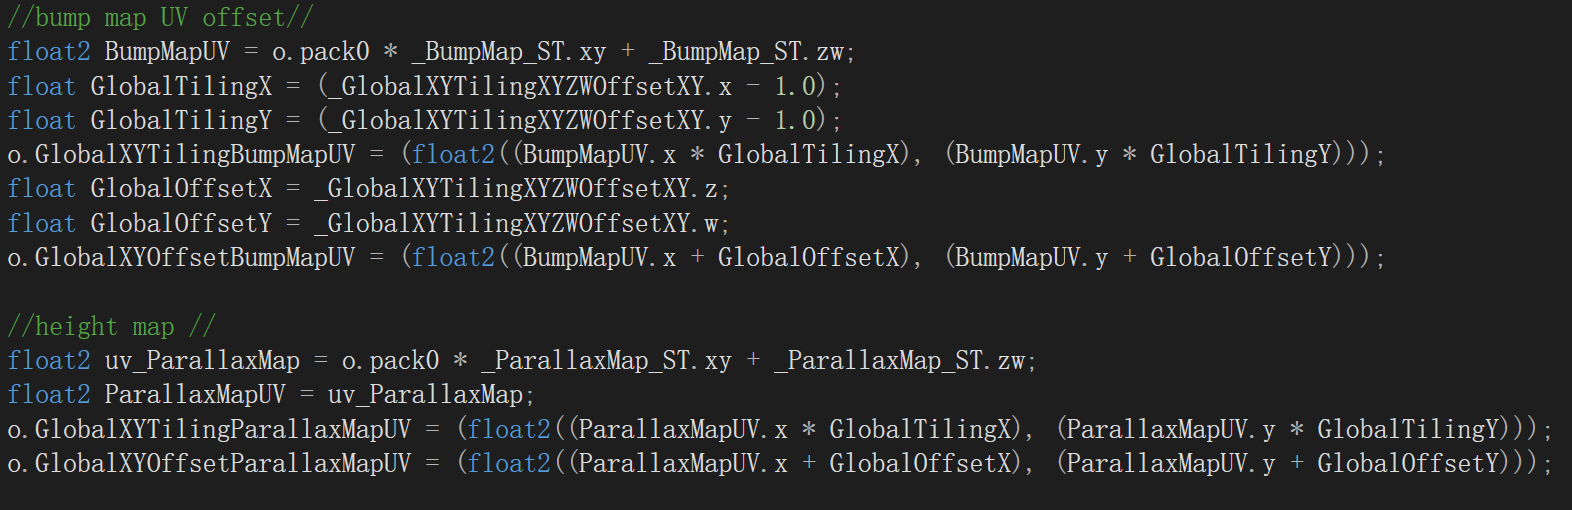 //bump map UV offset//
float2 BumpMapUV = o.pack0 * _BumpMap_ST.xy + _BumpMap_ST.zw;
float GlobalTilingX = (_GlobalXYTilingXYZWOffsetXY.x - 1.0);
float GlobalTilingY = (_GlobalXYTilingXYZWOffsetXY.y - 1.0);
o.GlobalXYTilingBumpMapUV = (float2((BumpMapUV.x * GlobalTilingX), (BumpMapUV.y * GlobalTilingY)));
float GlobalOffsetX = _GlobalXYTilingXYZWOffsetXY.z;
float GlobalOffsetY = _GlobalXYTilingXYZWOffsetXY.w;
o.GlobalXYOffsetBumpMapUV = (float2((BumpMapUV.x + GlobalOffsetX), (BumpMapUV.y + GlobalOffsetY)));
//height map //
float2 uv_ParallaxMap = o.pack0 * _ParallaxMap_ST.xy + _ParallaxMap_ST.zw;
float2 ParallaxMapUV = uv_ParallaxMap;
o.GlobalXYTilingParallaxMapUV = (float2((ParallaxMapUV.x * GlobalTilingX), (ParallaxMapUV.y * GlobalTilingY)));
o.GlobalXYOffsetParallaxMapUV = (float2((ParallaxMapUV.x + GlobalOffsetX), (ParallaxMapUV.y + GlobalOffsetY)));